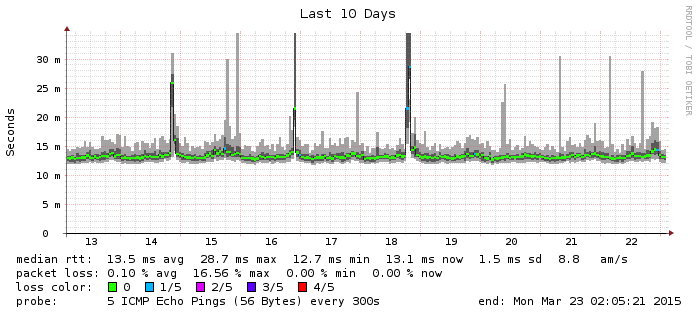 Last 10 Days
RRDTOOL / TOBI OETIKER
Seconds
30 m
25 m
20 m
15 m
10 m
5 m
0
13 14 15 16 17 18 19 20 21 22
median rtt: 13.5 ms avg 28.7 ms max 12.7 ms min 13.1 ms now 1.5 ms sd 8.8 am/s
packet loss: 0.10 % avg 16.56 % max 0.00 % min 0.00 % now
loss color: 0 1/5 2/5 3/5 4/5
probe: 5 ICMP Echo Pings (56 Bytes) every 300s end: Mon Mar 23 02:05:21 2015